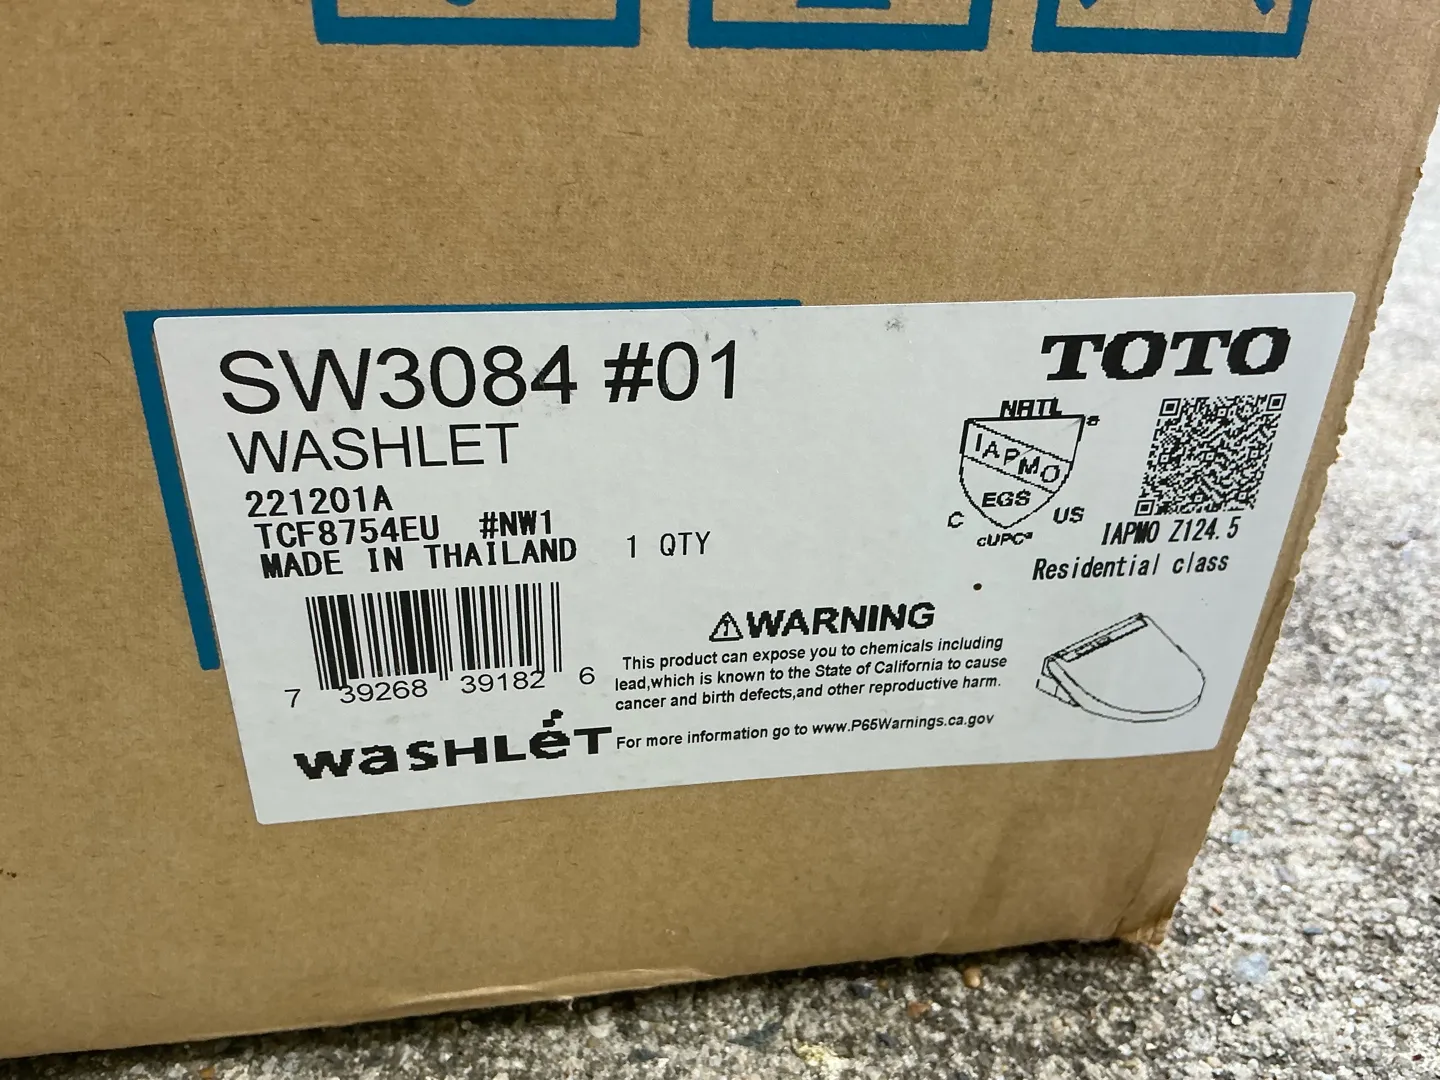 SW3084 #01
WASHLET
221201A
TCF8754EU #NW1
MADE IN THAILAND
1 QTY
7 39268 39182 6
WASHLET
TOTO
NRTL
IAPMO
EGS
C US
cUPC®
IAPMO Z124.5
Residential class
⚠WARNING
This product can expose you to chemicals including
lead,which is known to the State of California to cause
cancer and birth defects,and other reproductive harm.
For more information go to www.P65Warnings.ca.gov